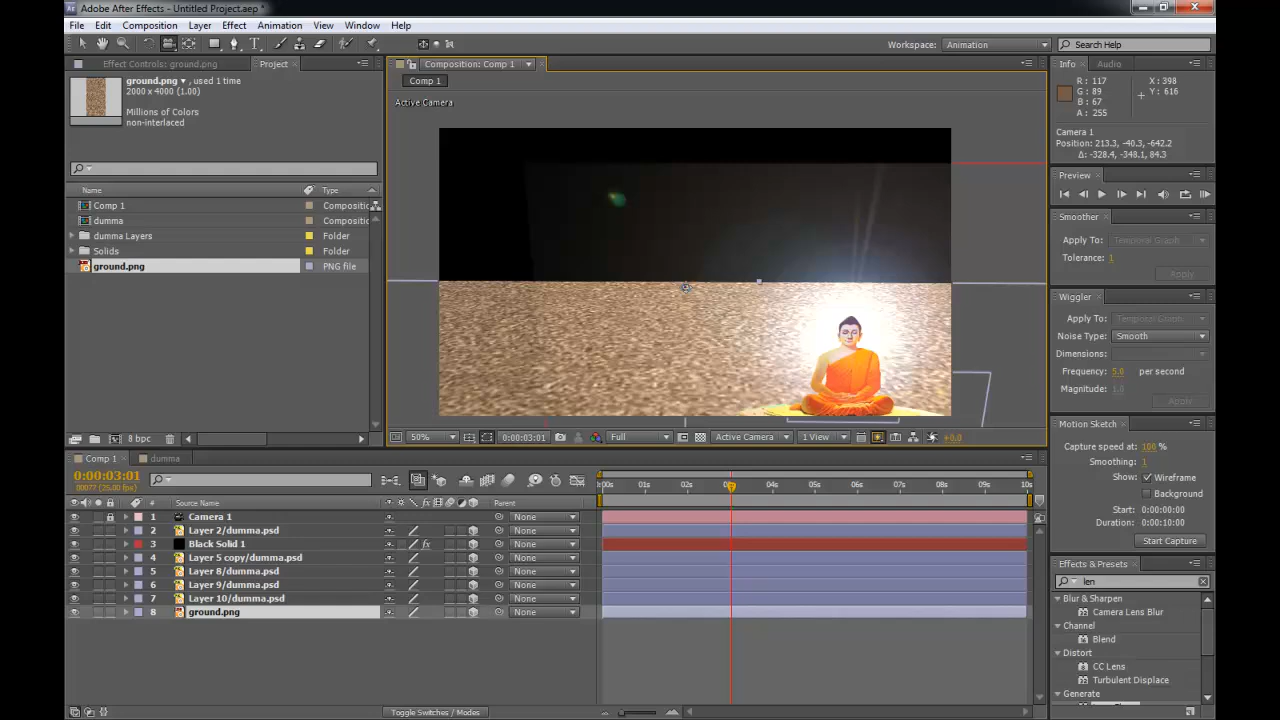 Adobe After Effects - Untitled Project.aep *
File Edit Composition Layer Effect Animation View Window Help
Workspace: Animation
Search Help
Effect Controls: ground.png Project
ground.png ▾ , used 1 time
2000 x 4000 (1.00)
Millions of Colors
non-interlaced
Name Type
Comp 1 Compositic
dumma Compositic
dumma Layers Folder
Solids Folder
ground.png PNG file
8 bpc
Composition: Comp 1
Comp 1
Active Camera
50% 0:00:03:01 Full Active Camera 1 View +0.0
Info Audio
R: 117 X: 398
G: 89 Y: 616
B: 67
A: 255
Camera 1
Position: 213.3, -40.3, -642.2
Δ: -328.4, -348.1, 84.3
Preview
Smoother
Apply To: Temporal Graph
Tolerance: 1
Apply
Wiggler
Apply To: Temporal Graph
Noise Type: Smooth
Dimensions:
Frequency: 5.0 per second
Magnitude: 1.0
Apply
Motion Sketch
Capture speed at: 100 %
Smoothing: 1
Show: Wireframe
Background
Start: 0:00:00:00
Duration: 0:00:10:00
Start Capture
Effects & Presets
len
Blur & Sharpen
Camera Lens Blur
Channel
Blend
Distort
CC Lens
Turbulent Displace
Generate
Comp 1 dumma
0:00:03:01
00077 (25.00 fps)
# Source Name Parent
1 Camera 1 None
2 Layer 2/dumma.psd None
3 Black Solid 1 None
4 Layer 5 copy/dumma.psd None
5 Layer 8/dumma.psd None
6 Layer 9/dumma.psd None
7 Layer 10/dumma.psd None
8 ground.png None
:00s 01s 02s 04s 05s 06s 07s 08s 09s 10s
Toggle Switches / Modes